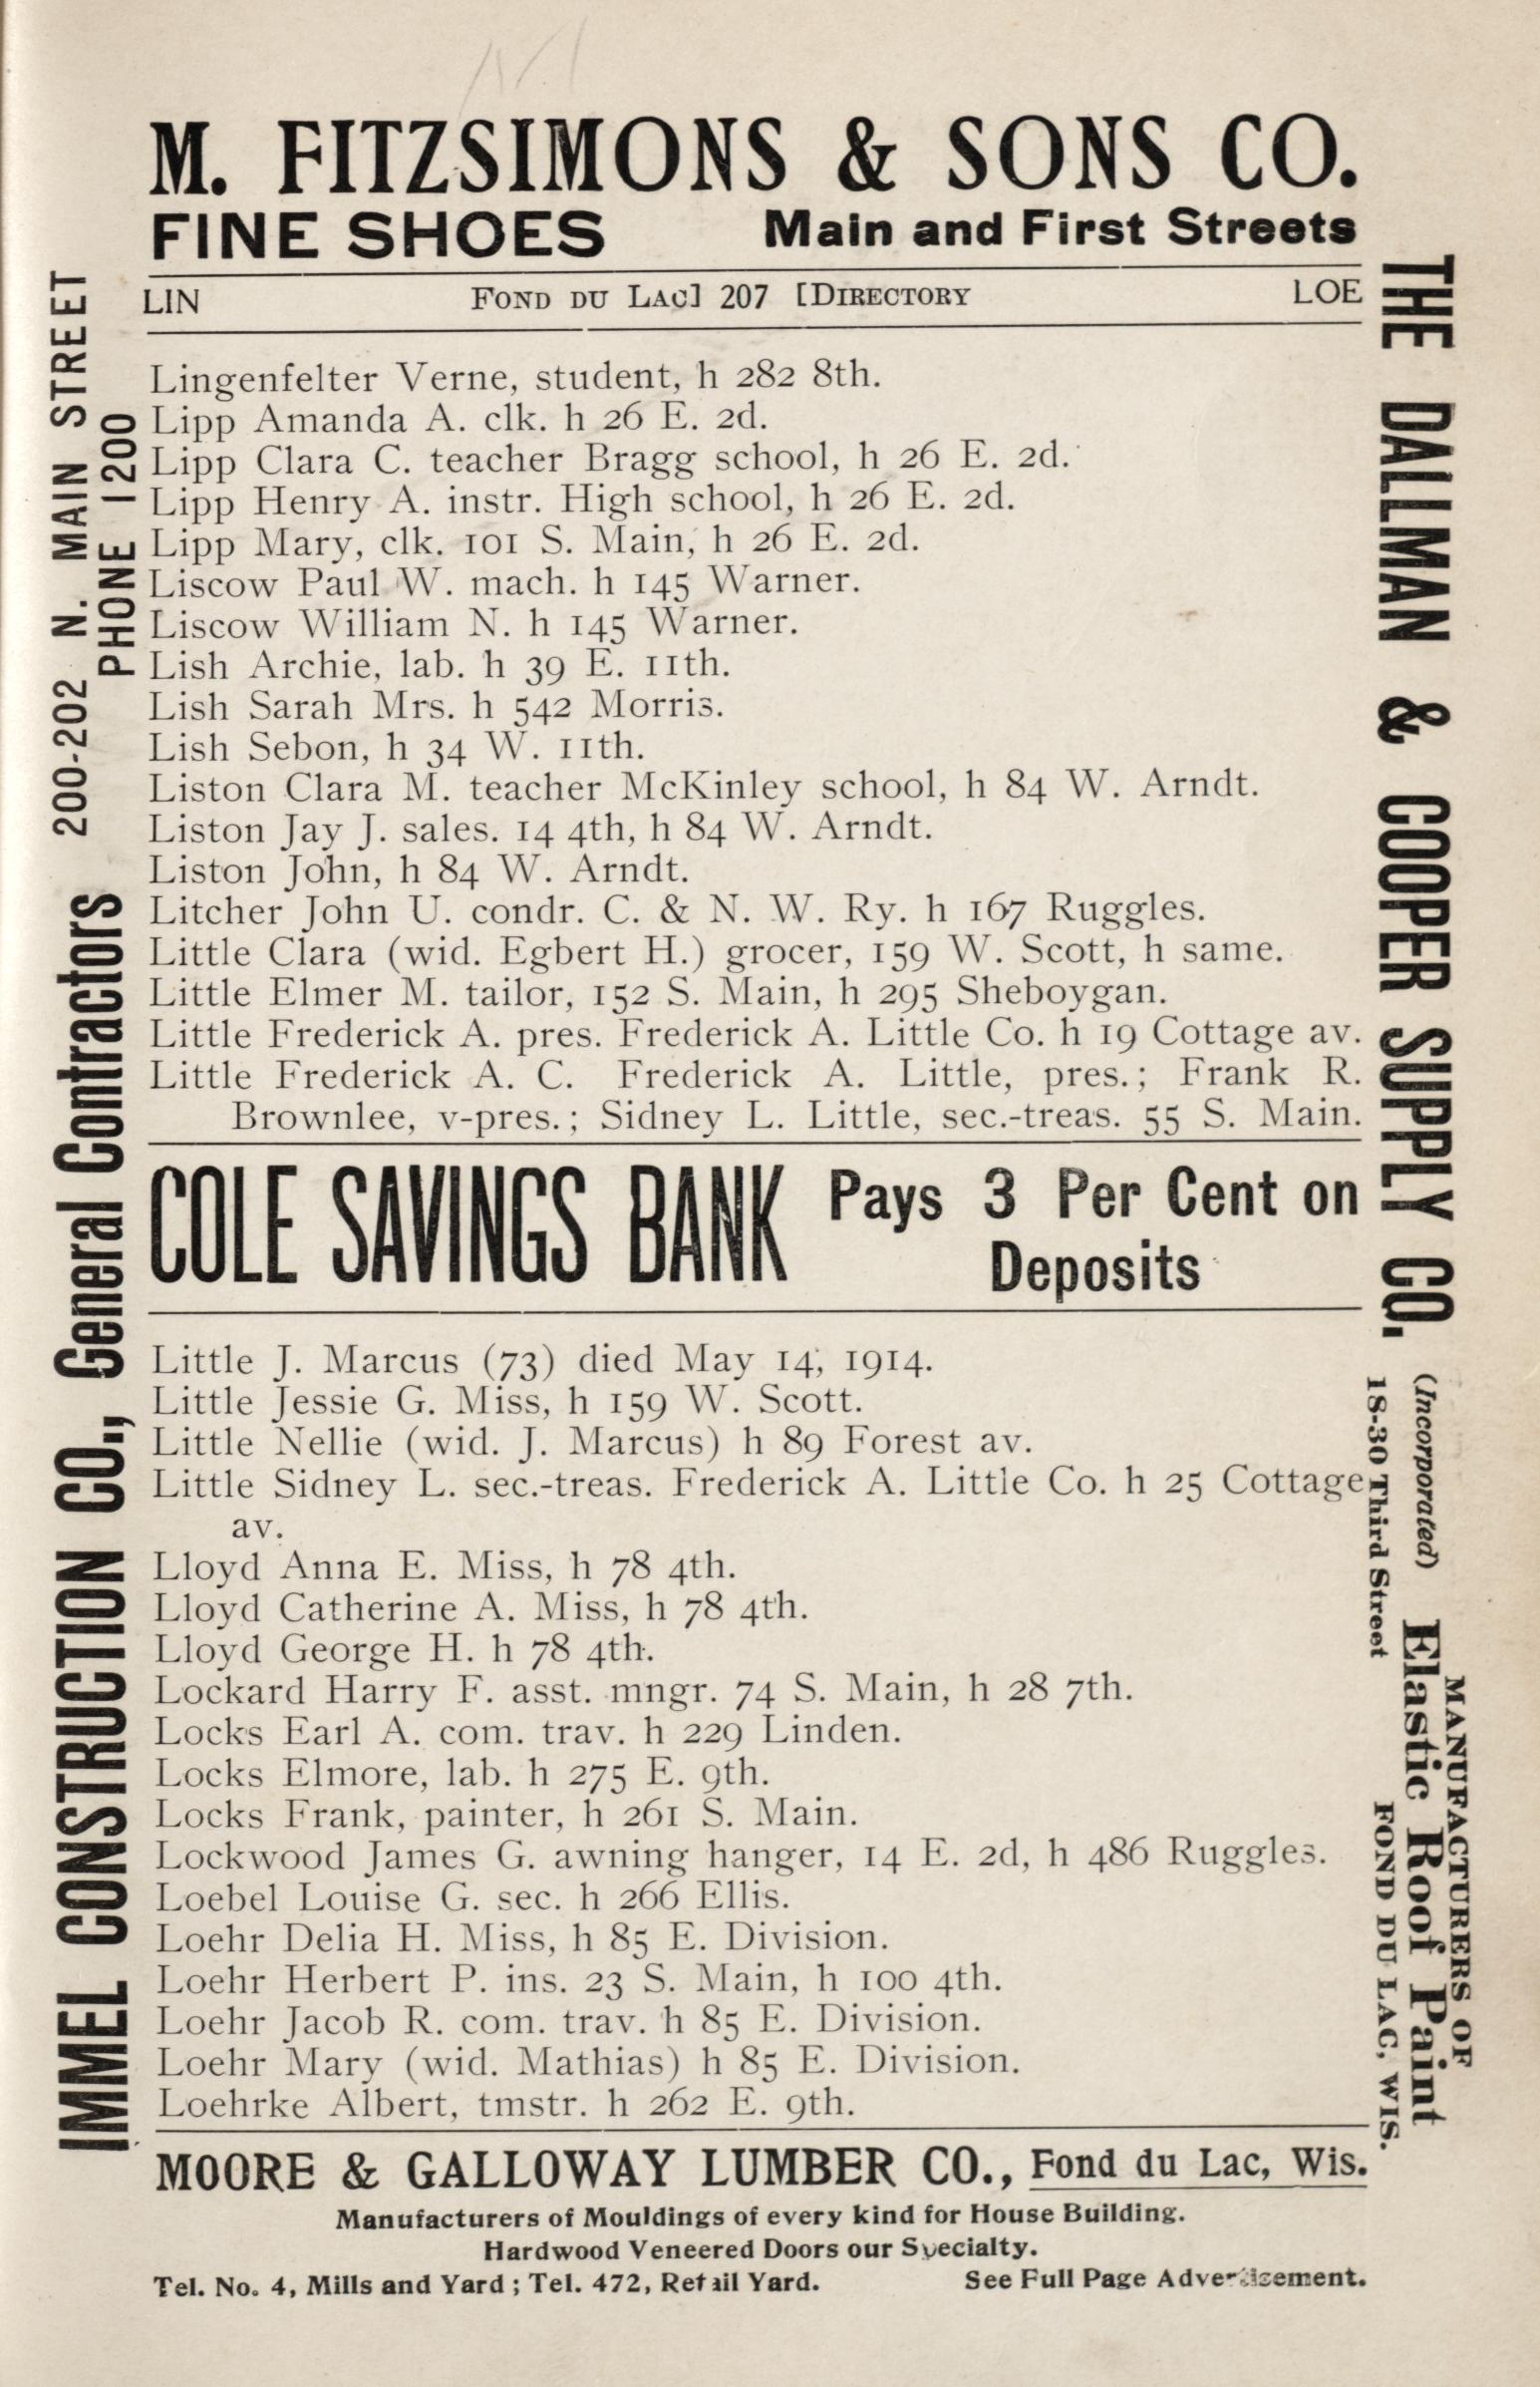 M. FITZSIMONS & SONS CO.
FINE SHOES Main and First Streets
LIN FOND DU LAC] 207 [DIRECTORY LOE
Lingenfelter Verne, student, h 282 8th.
Lipp Amanda A. clk. h 26 E. 2d.
Lipp Clara C. teacher Bragg school, h 26 E. 2d.
Lipp Henry A. instr. High school, h 26 E. 2d.
Lipp Mary, clk. 101 S. Main, h 26 E. 2d.
Liscow Paul W. mach. h 145 Warner.
Liscow William N. h 145 Warner.
Lish Archie, lab. h 39 E. 11th.
Lish Sarah Mrs. h 542 Morris.
Lish Sebon, h 34 W. 11th.
Liston Clara M. teacher McKinley school, h 84 W. Arndt.
Liston Jay J. sales. 14 4th, h 84 W. Arndt.
Liston John, h 84 W. Arndt.
Litcher John U. condr. C. & N. W. Ry. h 167 Ruggles.
Little Clara (wid. Egbert H.) grocer, 159 W. Scott, h same.
Little Elmer M. tailor, 152 S. Main, h 295 Sheboygan.
Little Frederick A. pres. Frederick A. Little Co. h 19 Cottage av.
Little Frederick A. C. Frederick A. Little, pres.; Frank R.
Brownlee, v-pres.; Sidney L. Little, sec.-treas. 55 S. Main.
COLE SAVINGS BANK Pays 3 Per Cent on
Deposits
Little J. Marcus (73) died May 14, 1914.
Little Jessie G. Miss, h 159 W. Scott.
Little Nellie (wid. J. Marcus) h 89 Forest av.
Little Sidney L. sec.-treas. Frederick A. Little Co. h 25 Cottage
av.
Lloyd Anna E. Miss, h 78 4th.
Lloyd Catherine A. Miss, h 78 4th.
Lloyd George H. h 78 4th.
Lockard Harry F. asst. mngr. 74 S. Main, h 28 7th.
Locks Earl A. com. trav. h 229 Linden.
Locks Elmore, lab. h 275 E. 9th.
Locks Frank, painter, h 261 S. Main.
Lockwood James G. awning hanger, 14 E. 2d, h 486 Ruggles.
Loebel Louise G. sec. h 266 Ellis.
Loehr Delia H. Miss, h 85 E. Division.
Loehr Herbert P. ins. 23 S. Main, h 100 4th.
Loehr Jacob R. com. trav. h 85 E. Division.
Loehr Mary (wid. Mathias) h 85 E. Division.
Loehrke Albert, tmstr. h 262 E. 9th.
MOORE & GALLOWAY LUMBER CO., Fond du Lac, Wis.
Manufacturers of Mouldings of every kind for House Building.
Hardwood Veneered Doors our Specialty.
Tel. No. 4, Mills and Yard; Tel. 472, Retail Yard. See Full Page Advertisement.
IMMEL CONSTRUCTION CO., General Contractors 200-202 N. MAIN STREET
PHONE 1200
THE DALLMAN & COOPER SUPPLY CO.
(Incorporated)
18-30 Third Street
MANUFACTURERS OF
Elastic Roof Paint
FOND DU LAC, WIS.